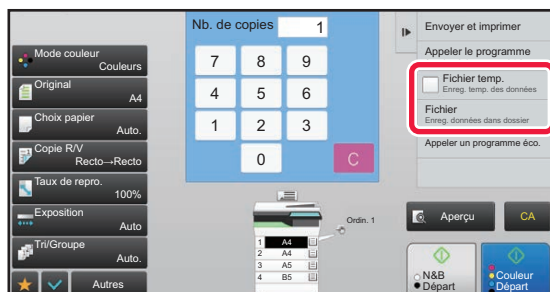 Mode couleur
Couleurs
Original
A4
Choix papier
Auto.
Copie R/V
Recto→Recto
Taux de repro.
100%
Exposition
Auto
Tri/Groupe
Auto.
Autres
Nb. de copies 1
7 8 9
4 5 6
1 2 3
0 C
Ordin. 1
1 A4
2 A4
3 A5
4 B5
Envoyer et imprimer
Appeler le programme
Fichier temp.
Enreg. temp. des données
Fichier
Enreg. données dans dossier
Appeler un programme éco.
Aperçu
CA
N&B
Départ
Couleur
Départ